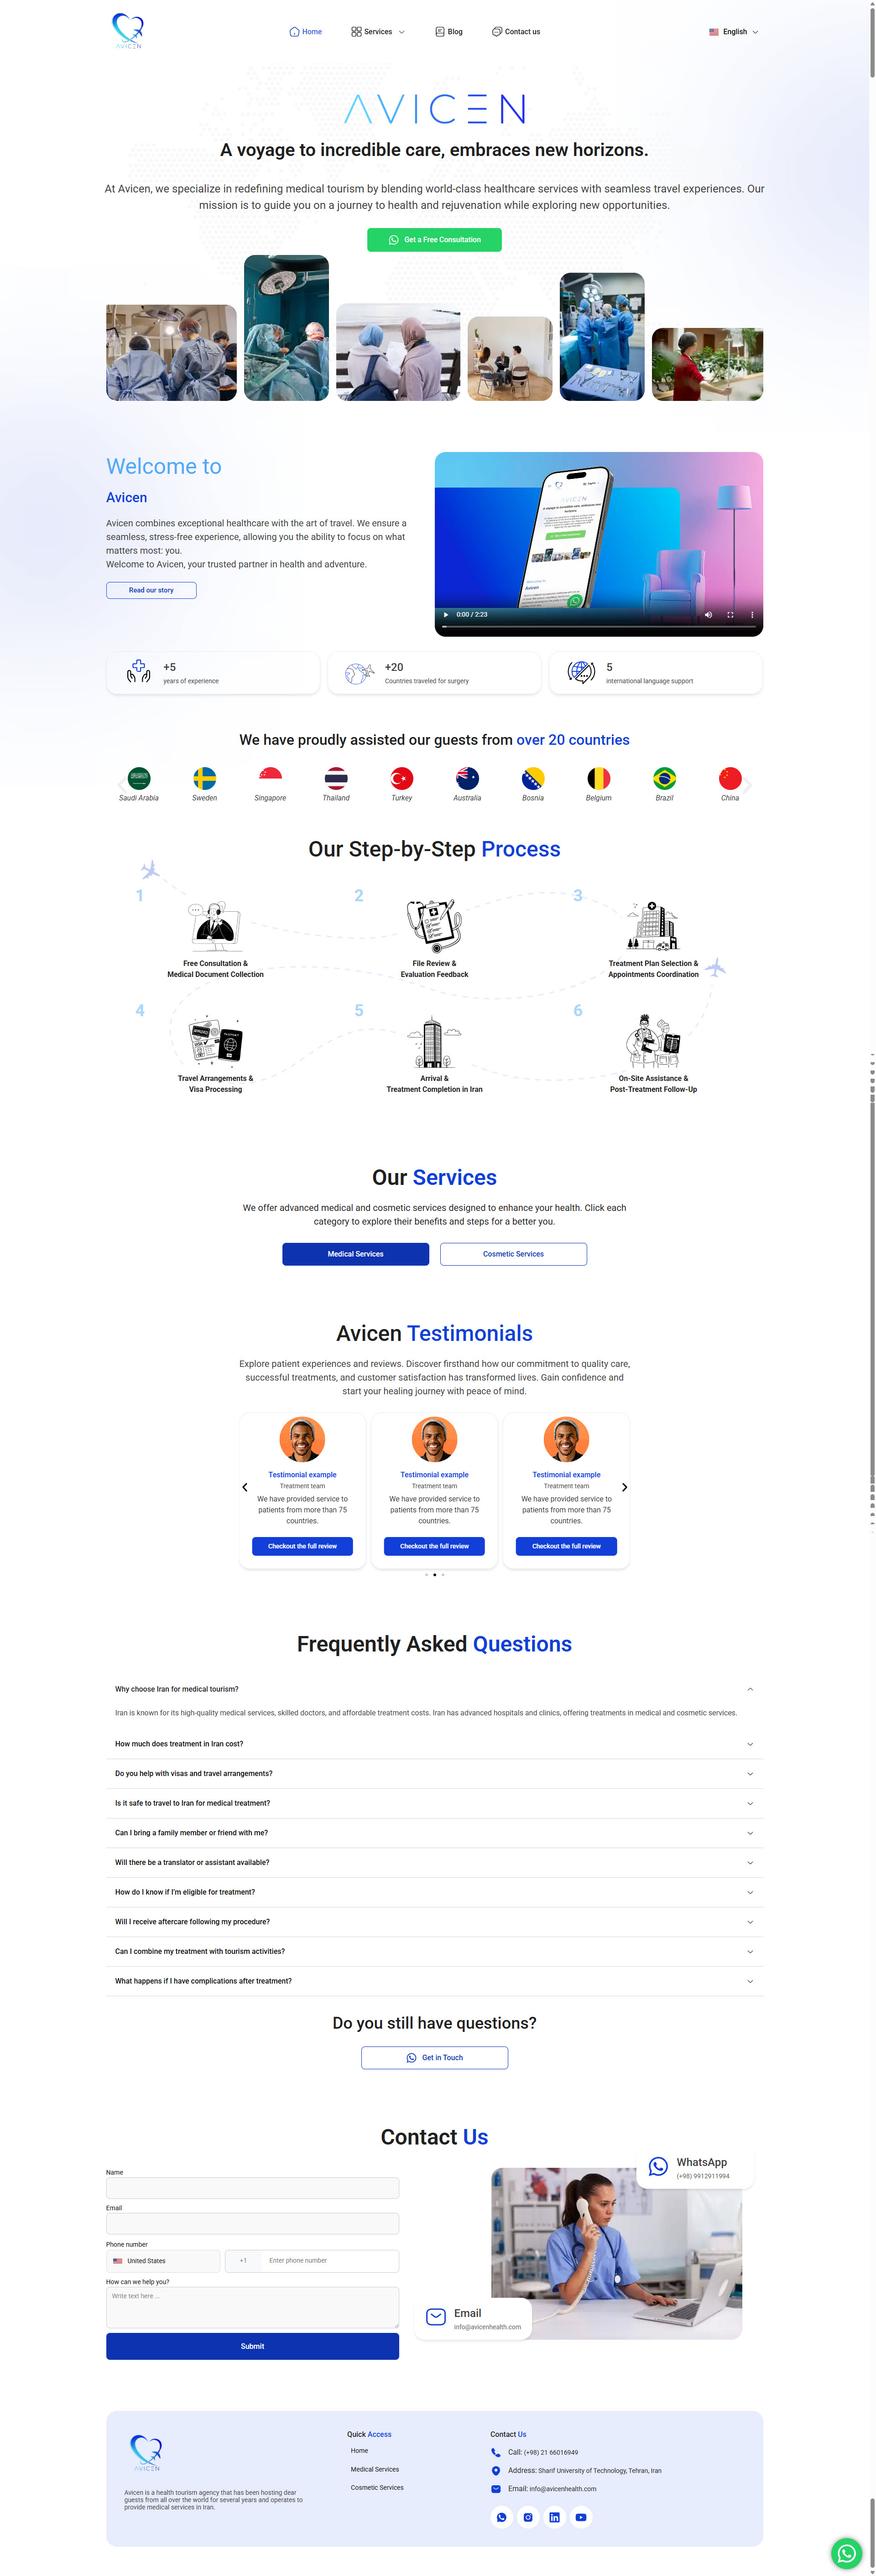 AVICEN
Home
Services
Blog
Contact us
English
AVICEN
A voyage to incredible care, embraces new horizons.
At Avicen, we specialize in redefining medical tourism by blending world-class healthcare services with seamless travel experiences. Our
mission is to guide you on a journey to health and rejuvenation while exploring new opportunities.
Get a Free Consultation
Welcome to
Avicen
Avicen combines exceptional healthcare with the art of travel. We ensure a
seamless, stress-free experience, allowing you the ability to focus on what
matters most: you.
Welcome to Avicen, your trusted partner in health and adventure.
Read our story
0:00 / 2:23
+5
years of experience
+20
Countries traveled for surgery
5
international language support
We have proudly assisted our guests from over 20 countries
Saudi Arabia
Sweden
Singapore
Thailand
Turkey
Australia
Bosnia
Belgium
Brazil
China
Our Step-by-Step Process
1
Free Consultation &
Medical Document Collection
2
File Review &
Evaluation Feedback
3
Treatment Plan Selection &
Appointments Coordination
4
Travel Arrangements &
Visa Processing
5
Arrival &
Treatment Completion in Iran
6
On-Site Assistance &
Post-Treatment Follow-Up
Our Services
We offer advanced medical and cosmetic services designed to enhance your health. Click each
category to explore their benefits and steps for a better you.
Medical Services
Cosmetic Services
Avicen Testimonials
Explore patient experiences and reviews. Discover firsthand how our commitment to quality care,
successful treatments, and customer satisfaction has transformed lives. Gain confidence and
start your healing journey with peace of mind.
Testimonial example
Treatment team
We have provided service to
patients from more than 75
countries.
Checkout the full review
Testimonial example
Treatment team
We have provided service to
patients from more than 75
countries.
Checkout the full review
Testimonial example
Treatment team
We have provided service to
patients from more than 75
countries.
Checkout the full review
Frequently Asked Questions
Why choose Iran for medical tourism?
Iran is known for its high-quality medical services, skilled doctors, and affordable treatment costs. Iran has advanced hospitals and clinics, offering treatments in medical and cosmetic services.
How much does treatment in Iran cost?
Do you help with visas and travel arrangements?
Is it safe to travel to Iran for medical treatment?
Can I bring a family member or friend with me?
Will there be a translator or assistant available?
How do I know if I'm eligible for treatment?
Will I receive aftercare following my procedure?
Can I combine my treatment with tourism activities?
What happens if I have complications after treatment?
Do you still have questions?
Get in Touch
Contact Us
Name
Email
Phone number
United States
+1
Enter phone number
How can we help you?
Write text here ...
Submit
WhatsApp
(+98) 9912911994
Email
info@avicenhealth.com
AVICEN
Avicen is a health tourism agency that has been hosting dear
guests from all over the world for several years and operates to
provide medical services in Iran.
Quick Access
Home
Medical Services
Cosmetic Services
Contact Us
Call: (+98) 21 66016949
Address: Sharif University of Technology, Tehran, Iran
Email: info@avicenhealth.com